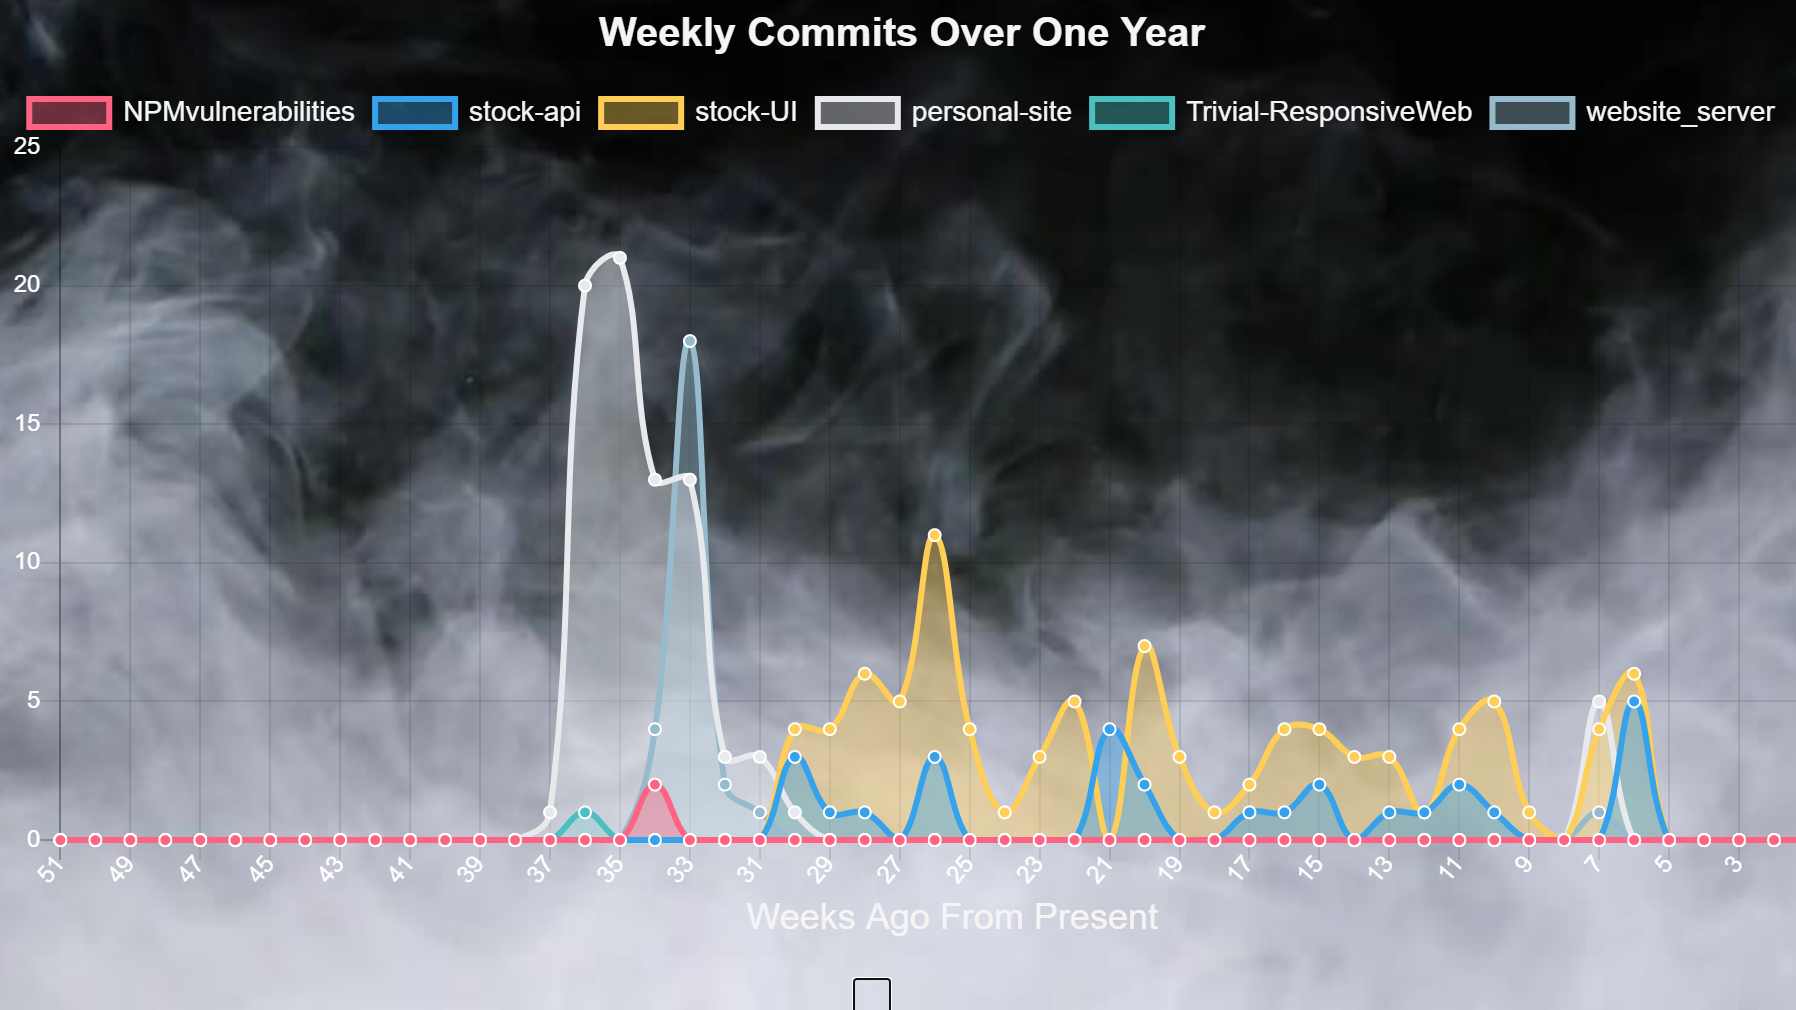 Weekly Commits Over One Year
NPMvulnerabilities stock-api stock-UI personal-site Trivial-ResponsiveWeb website_server
25
20
15
10
5
0
51 49 47 45 43 41 39 37 35 33 31 29 27 25 23 21 19 17 15 13 11 9 7 5 3
Weeks Ago From Present